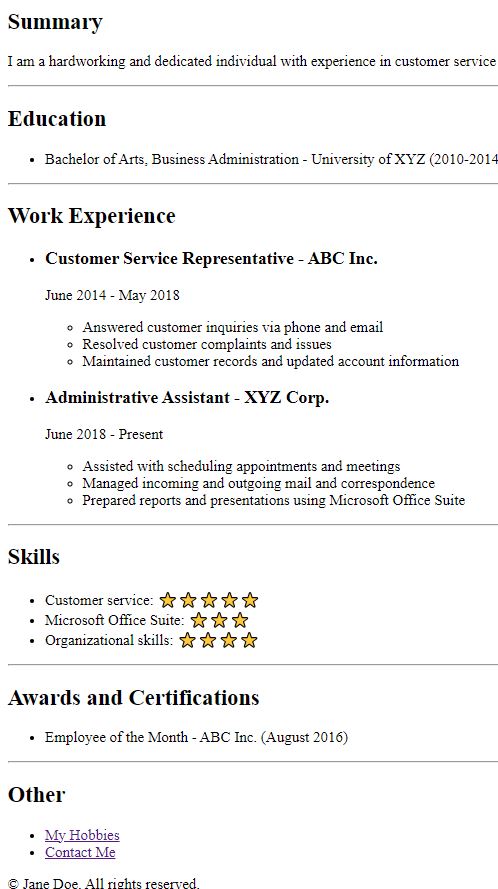 Summary
I am a hardworking and dedicated individual with experience in customer service
Education
Bachelor of Arts, Business Administration - University of XYZ (2010-2014
Work Experience
Customer Service Representative - ABC Inc.
June 2014 - May 2018
Answered customer inquiries via phone and email
Resolved customer complaints and issues
Maintained customer records and updated account information
Administrative Assistant - XYZ Corp.
June 2018 - Present
Assisted with scheduling appointments and meetings
Managed incoming and outgoing mail and correspondence
Prepared reports and presentations using Microsoft Office Suite
Skills
Customer service: ⭐⭐⭐⭐⭐
Microsoft Office Suite: ⭐⭐⭐
Organizational skills: ⭐⭐⭐⭐
Awards and Certifications
Employee of the Month - ABC Inc. (August 2016)
Other
My Hobbies
Contact Me
© Jane Doe. All rights reserved.